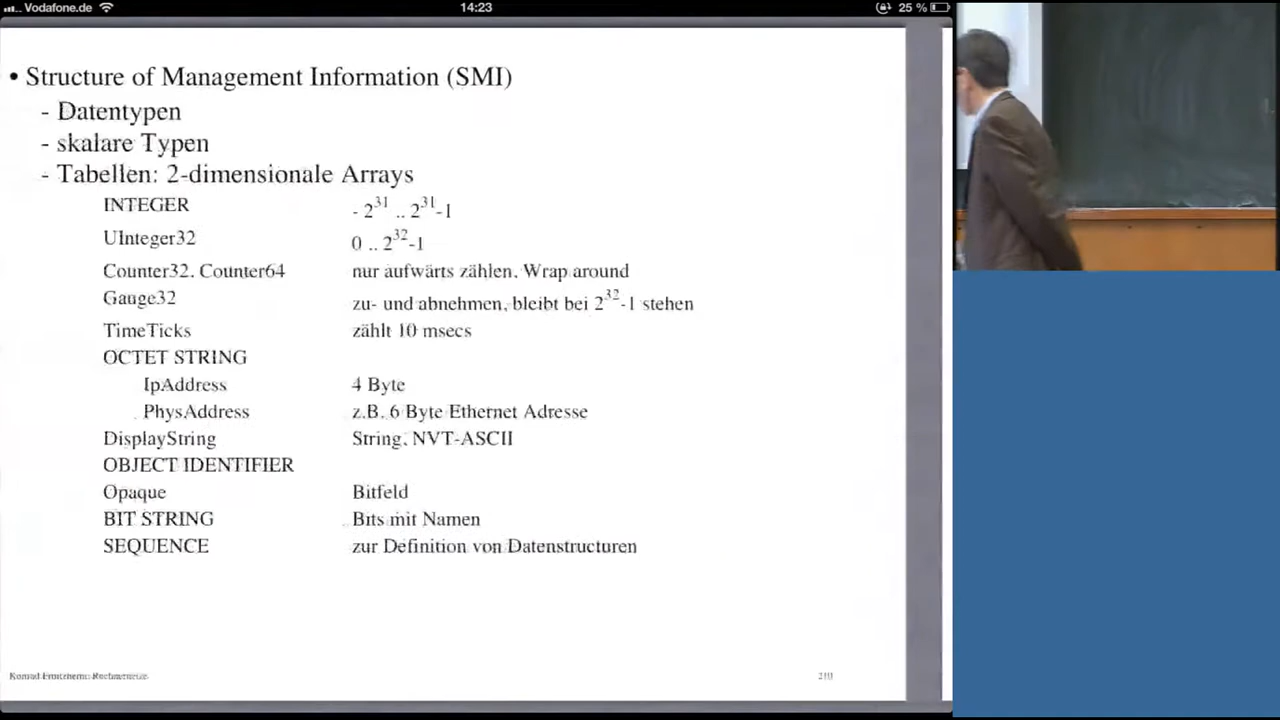 Vodafone.de 14:23 25 %
• Structure of Management Information (SMI)
- Datentypen
- skalare Typen
- Tabellen: 2-dimensionale Arrays
INTEGER - 2^31 .. 2^31-1
UInteger32 0 .. 2^32-1
Counter32, Counter64 nur aufwärts zählen, Wrap around
Gauge32 zu- und abnehmen, bleibt bei 2^32-1 stehen
TimeTicks zählt 10 msecs
OCTET STRING
IpAddress 4 Byte
PhysAddress z.B. 6 Byte Ethernet Adresse
DisplayString String, NVT-ASCII
OBJECT IDENTIFIER
Opaque Bitfeld
BIT STRING Bits mit Namen
SEQUENCE zur Definition von Datenstructuren
Konrad